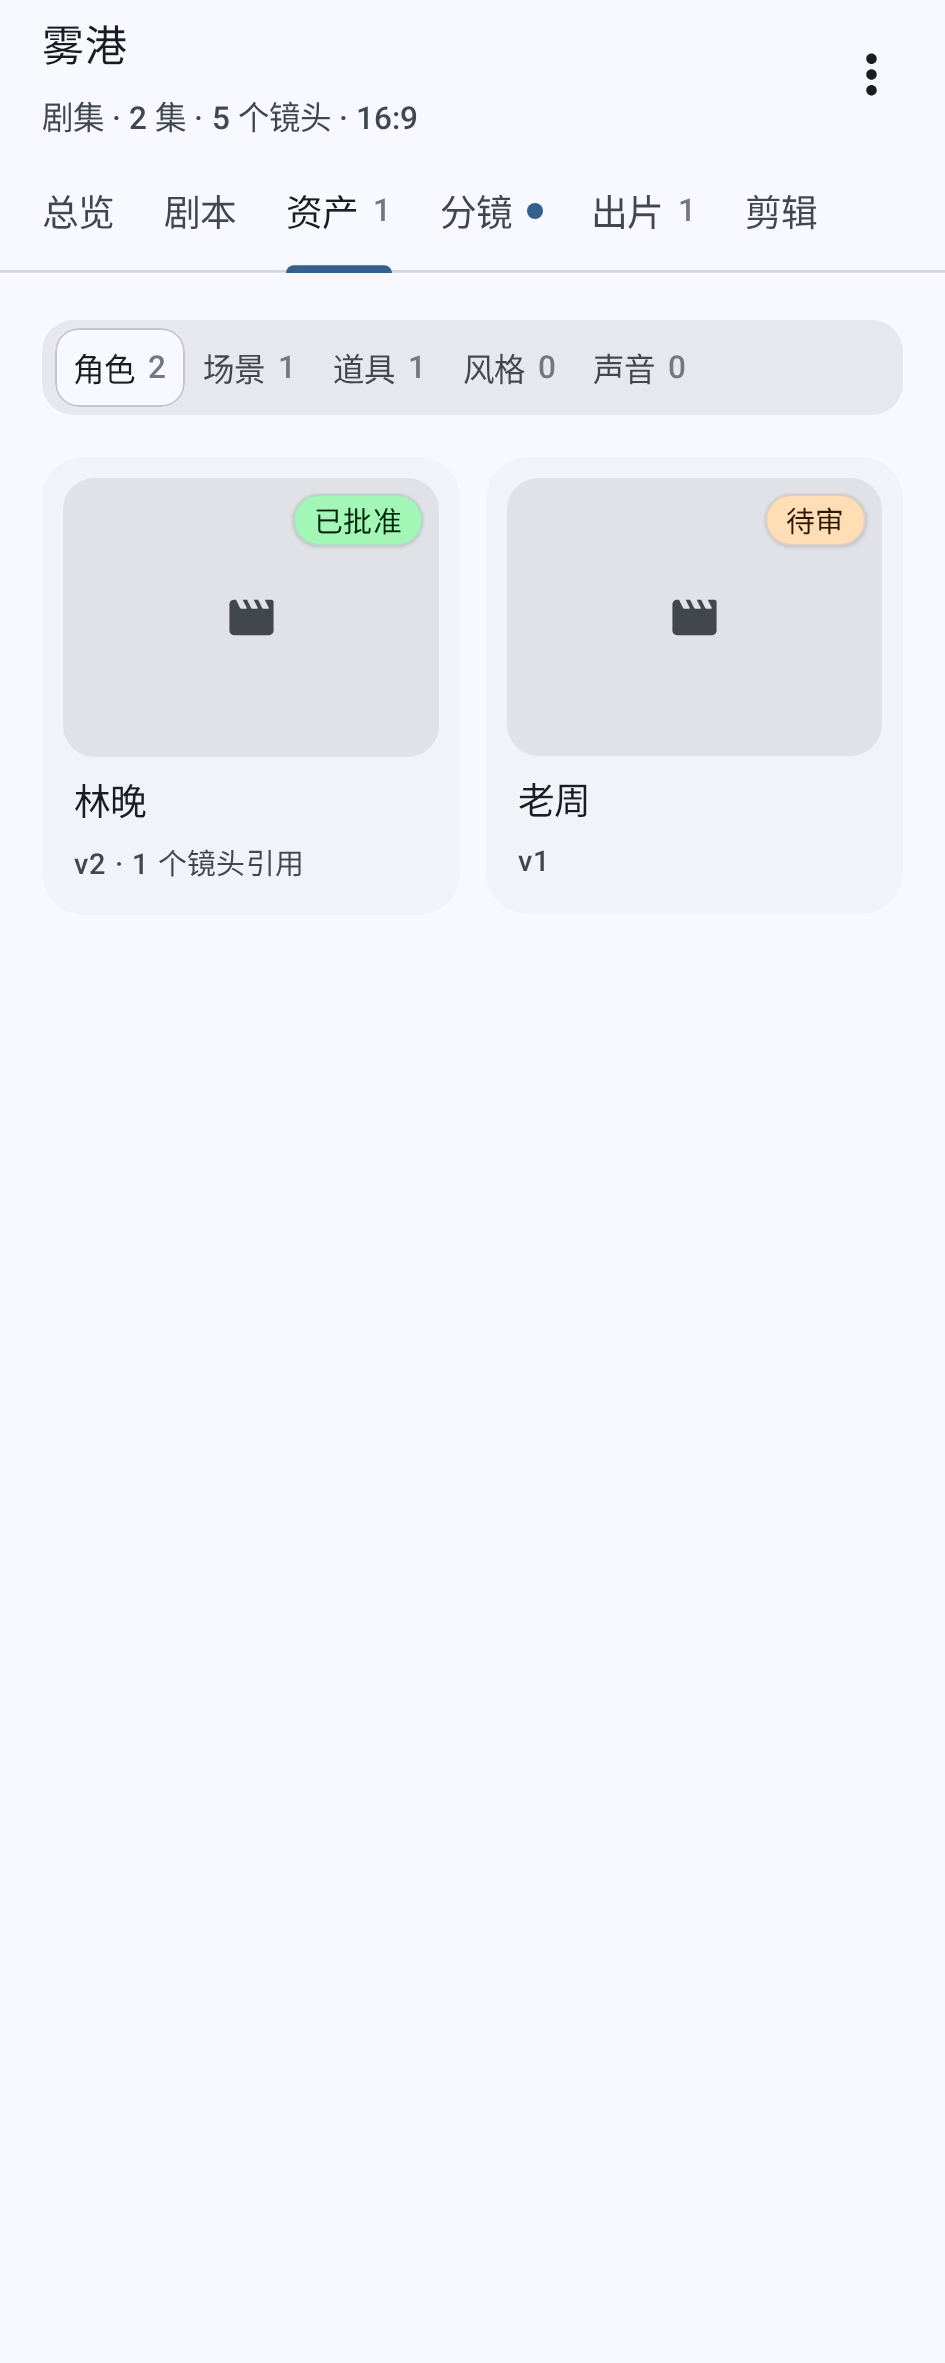 雾港
剧集 · 2 集 · 5 个镜头 · 16:9
总览 剧本 资产 1 分镜 出片 1 剪辑
角色 2 场景 1 道具 1 风格 0 声音 0
已批准
待审
林晚
v2 · 1 个镜头引用
老周
v1